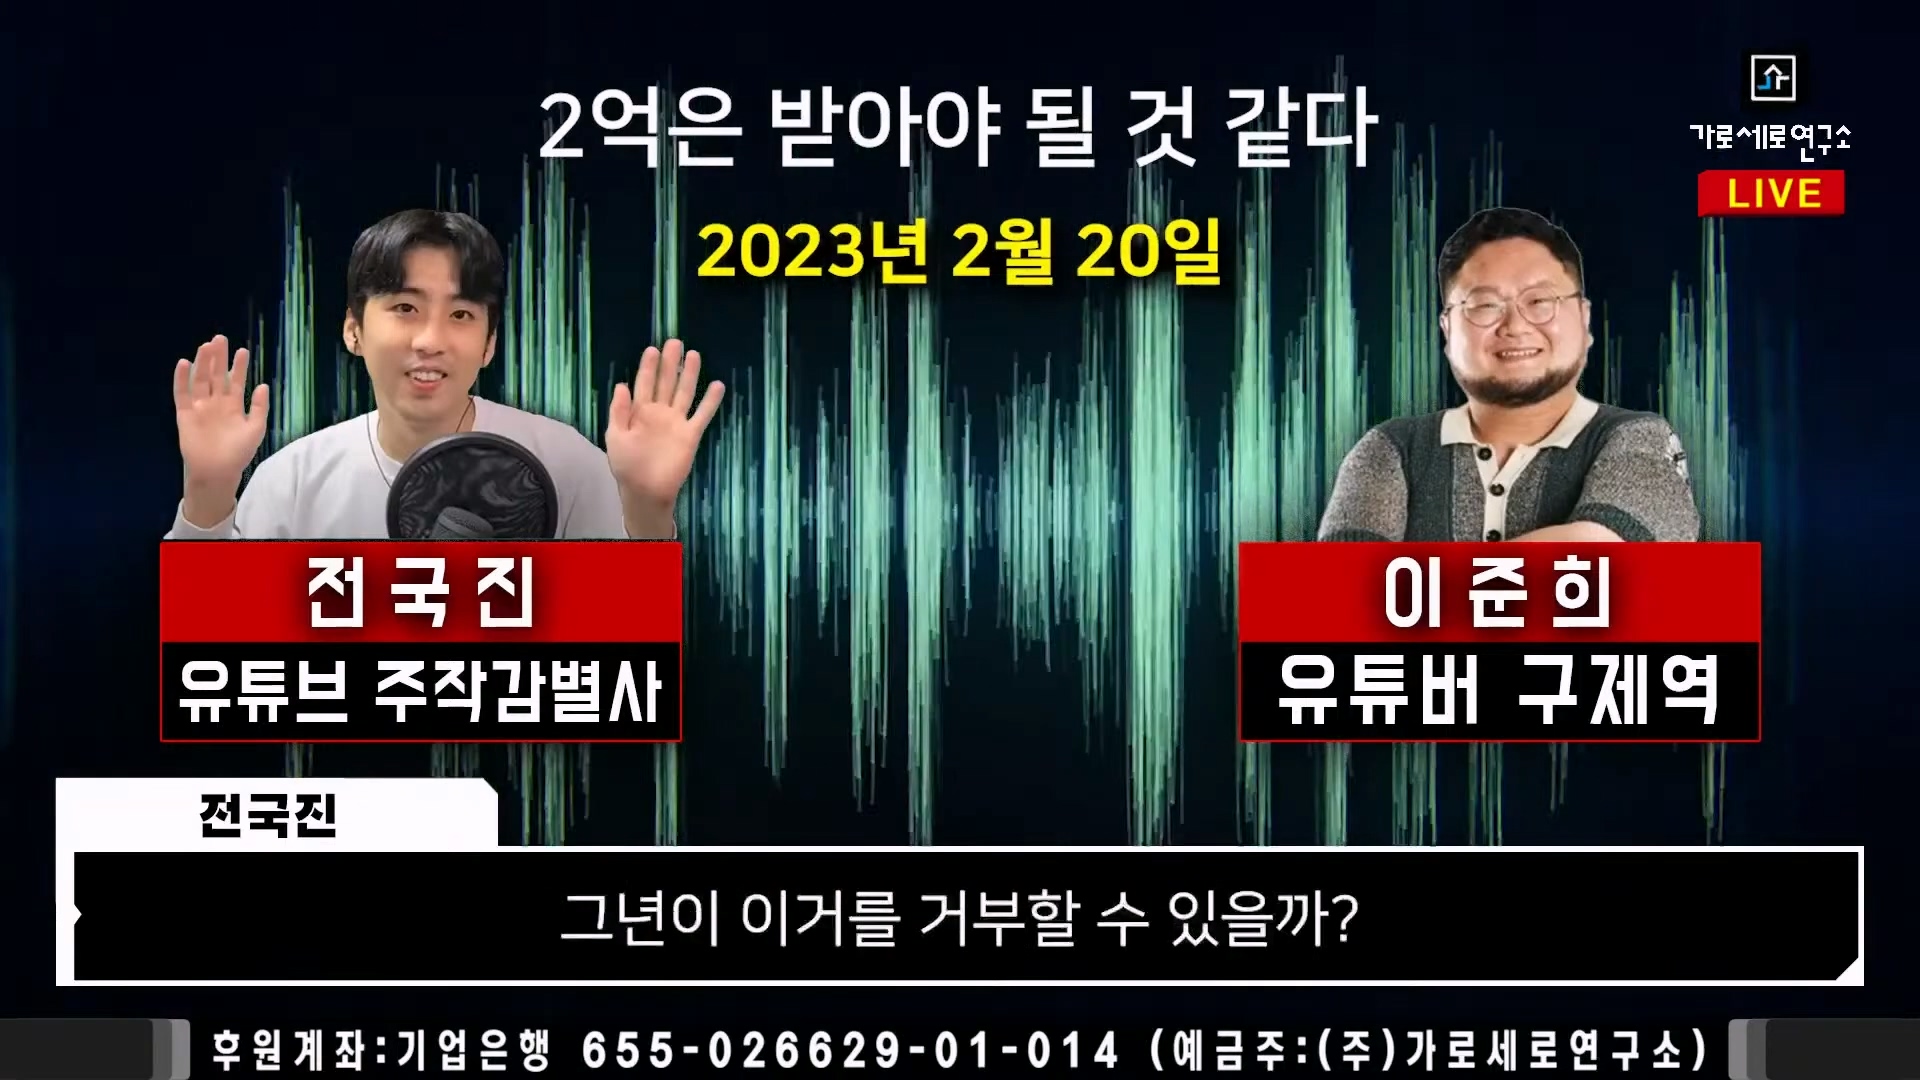 2억은 받아야 될 것 같다
가로세로연구소
LIVE
2023년 2월 20일
전국진
유튜브 주작감별사
이준희
유튜버 구제역
전국진
그년이 이거를 거부할 수 있을까?
후원계좌:기업은행 655-026629-01-014 (예금주:(주)가로세로연구소)